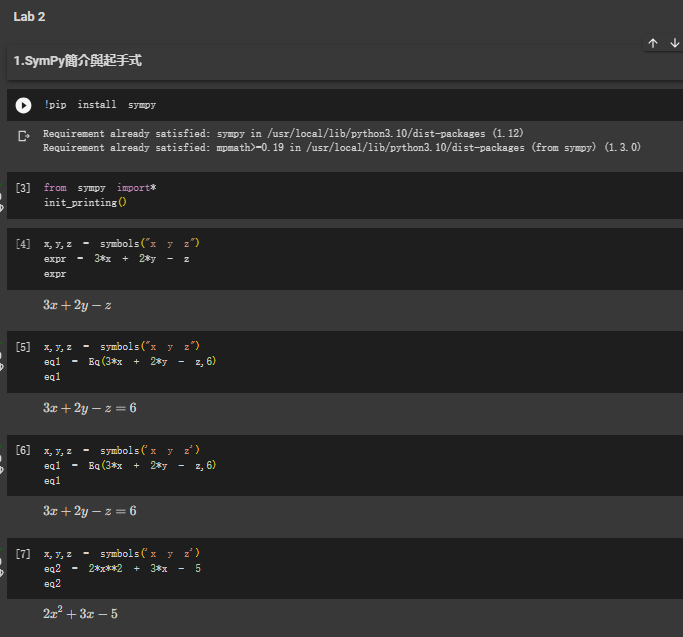 Lab 2
1.SymPy簡介與起手式
!pip install sympy
Requirement already satisfied: sympy in /usr/local/lib/python3.10/dist-packages (1.12)
Requirement already satisfied: mpmath>=0.19 in /usr/local/lib/python3.10/dist-packages (from sympy) (1.3.0)
[3] from sympy import*
init_printing()
[4] x,y,z = symbols("x y z")
expr = 3*x + 2*y - z
expr
3x + 2y − z
[5] x,y,z = symbols("x y z")
eq1 = Eq(3*x + 2*y - z,6)
eq1
3x + 2y − z = 6
[6] x,y,z = symbols('x y z')
eq1 = Eq(3*x + 2*y - z,6)
eq1
3x + 2y − z = 6
[7] x,y,z = symbols('x y z')
eq2 = 2*x**2 + 3*x - 5
eq2
2x² + 3x − 5